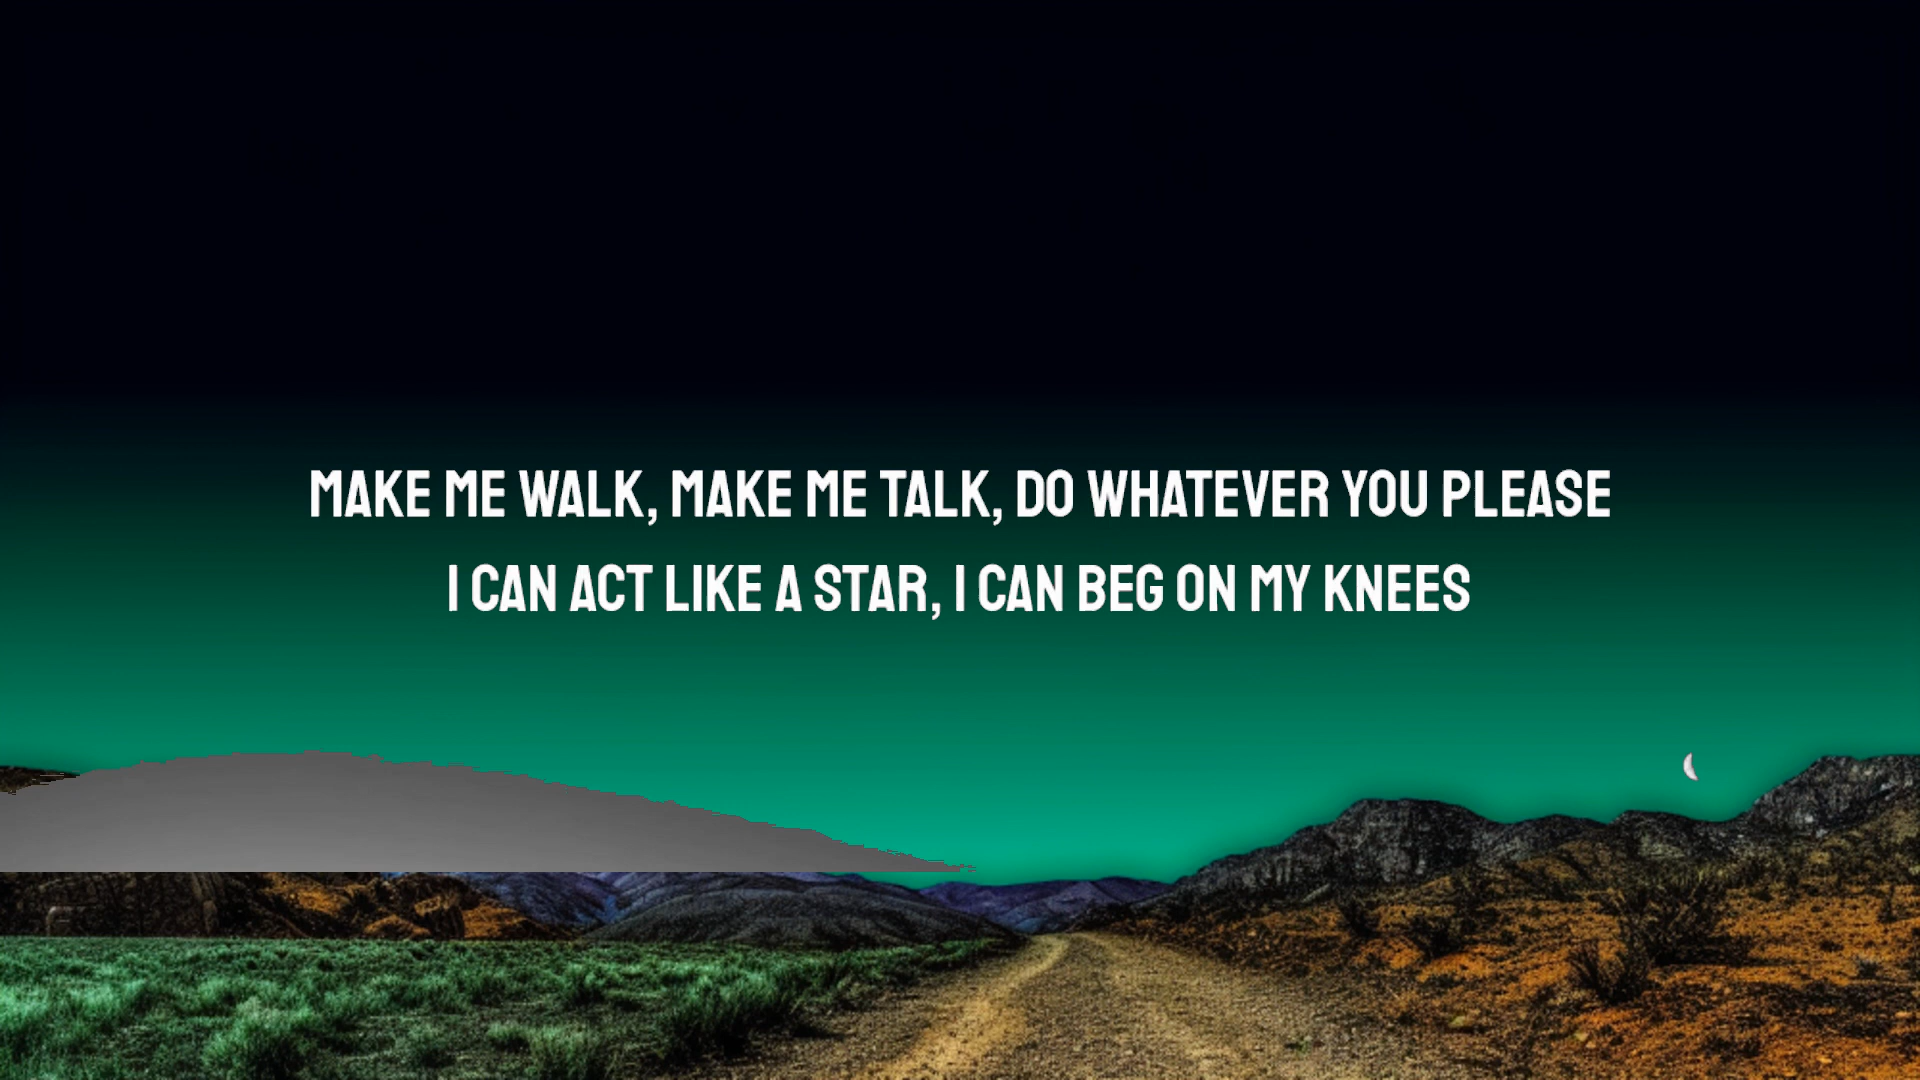 MAKE ME WALK, MAKE ME TALK, DO WHATEVER YOU PLEASE
I CAN ACT LIKE A STAR, I CAN BEG ON MY KNEES